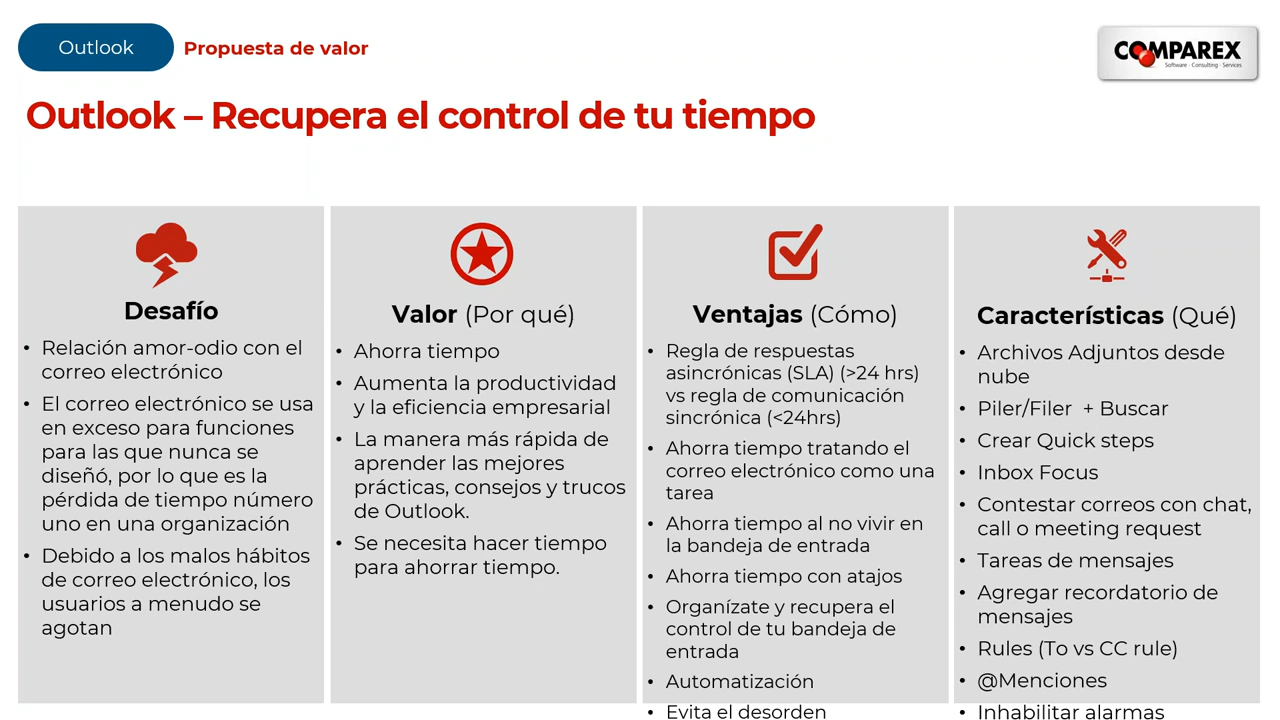 Outlook
Propuesta de valor
COMPAREX
Software · Consulting · Services
Outlook – Recupera el control de tu tiempo
Desafío
• Relación amor-odio con el
correo electrónico
• El correo electrónico se usa
en exceso para funciones
para las que nunca se
diseñó, por lo que es la
pérdida de tiempo número
uno en una organización
• Debido a los malos hábitos
de correo electrónico, los
usuarios a menudo se
agotan
Valor (Por qué)
• Ahorra tiempo
• Aumenta la productividad
y la eficiencia empresarial
• La manera más rápida de
aprender las mejores
prácticas, consejos y trucos
de Outlook.
• Se necesita hacer tiempo
para ahorrar tiempo.
Ventajas (Cómo)
• Regla de respuestas
asincrónicas (SLA) (>24 hrs)
vs regla de comunicación
sincrónica (<24hrs)
• Ahorra tiempo tratando el
correo electrónico como una
tarea
• Ahorra tiempo al no vivir en
la bandeja de entrada
• Ahorra tiempo con atajos
• Organízate y recupera el
control de tu bandeja de
entrada
• Automatización
• Evita el desorden
Características (Qué)
• Archivos Adjuntos desde
nube
• Piler/Filer + Buscar
• Crear Quick steps
• Inbox Focus
• Contestar correos con chat,
call o meeting request
• Tareas de mensajes
• Agregar recordatorio de
mensajes
• Rules (To vs CC rule)
• @Menciones
• Inhabilitar alarmas